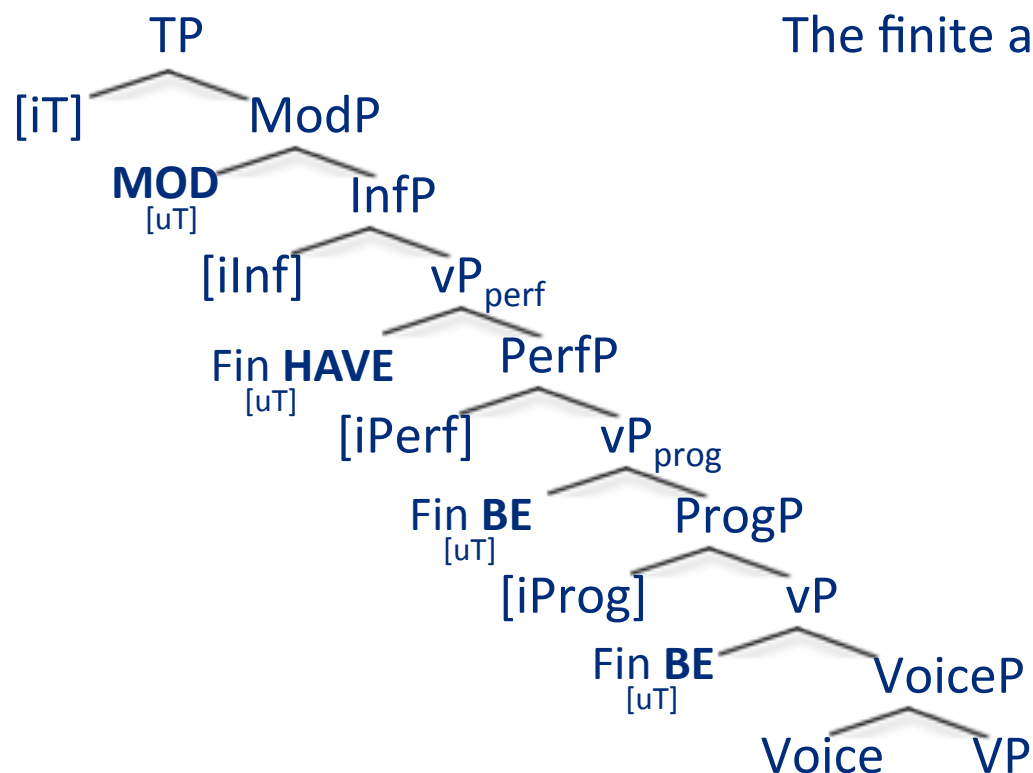 TP
The finite a
[iT]
ModP
MOD
[uT]
InfP
[iInf]
vPperf
Fin HAVE
[uT]
PerfP
[iPerf]
vPprog
Fin BE
[uT]
ProgP
[iProg]
vP
Fin BE
[uT]
VoiceP
Voice VP